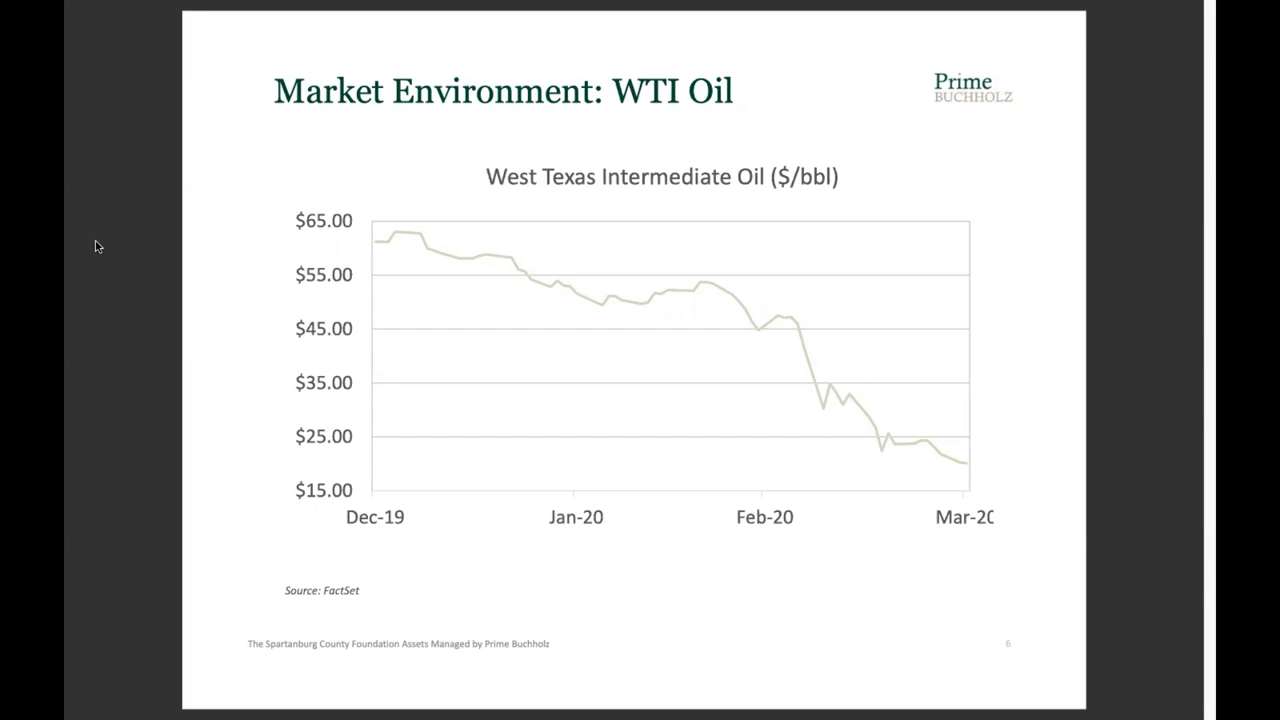 Market Environment: WTI Oil
Prime
BUCHHOLZ
West Texas Intermediate Oil ($/bbl)
$65.00
$55.00
$45.00
$35.00
$25.00
$15.00
Dec-19
Jan-20
Feb-20
Mar-20
Source: FactSet
The Spartanburg County Foundation Assets Managed by Prime Buchholz
6